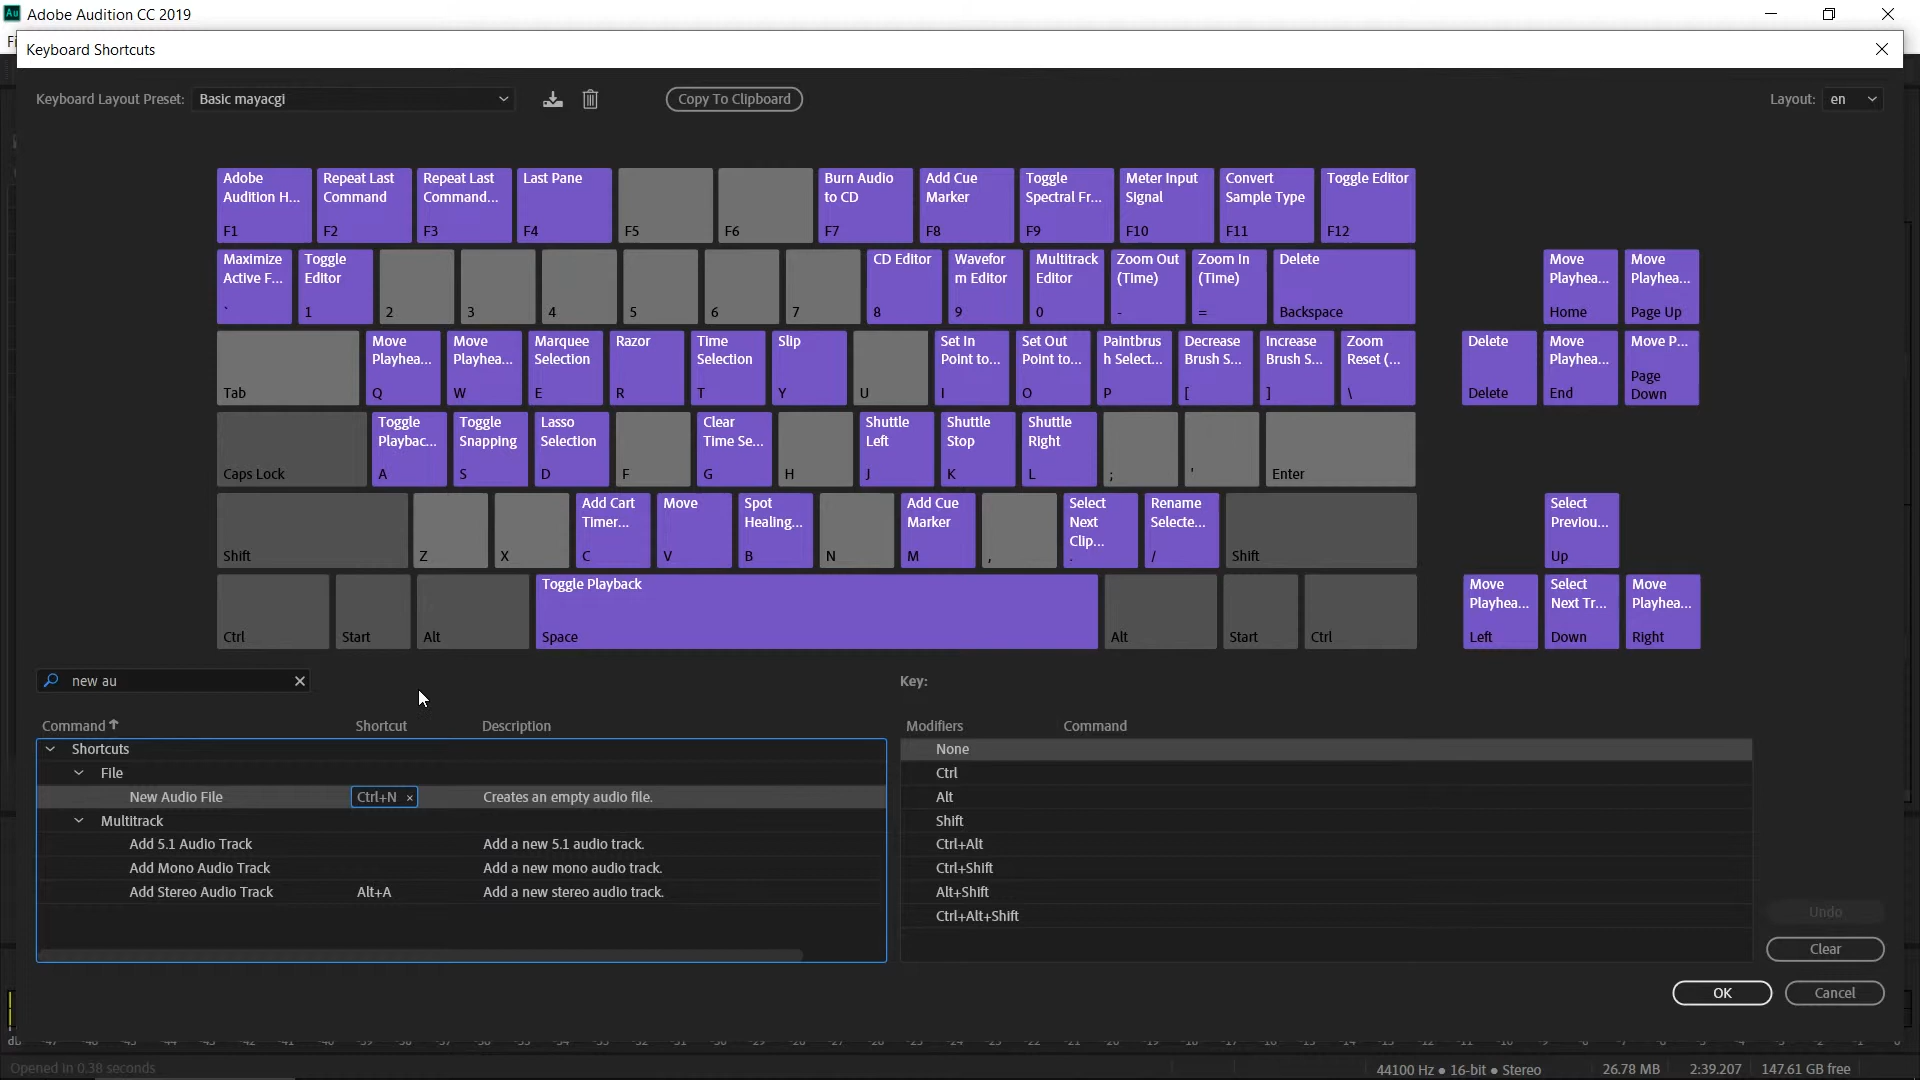 Adobe Audition CC 2019
Keyboard Shortcuts
Keyboard Layout Preset: Basic mayacgi
Copy To Clipboard
Layout: en
Adobe Audition H... F1
Repeat Last Command F2
Repeat Last Command... F3
Last Pane F4
F5
F6
Burn Audio to CD F7
Add Cue Marker F8
Toggle Spectral Fr... F9
Meter Input Signal F10
Convert Sample Type F11
Toggle Editor F12
Maximize Active F... `
Toggle Editor 1
2
3
4
5
6
7
CD Editor 8
Wavefor m Editor 9
Multitrack Editor 0
Zoom Out (Time) -
Zoom In (Time) =
Delete Backspace
Move Playhea... Home
Move Playhea... Page Up
Tab
Move Playhea... Q
Move Playhea... W
Marquee Selection E
Razor R
Time Selection T
Slip Y
U
Set In Point to... I
Set Out Point to... O
Paintbrus h Select... P
Decrease Brush S... [
Increase Brush S... ]
Zoom Reset (... \
Delete Delete
Move Playhea... End
Move P... Page Down
Caps Lock
Toggle Playbac... A
Toggle Snapping S
Lasso Selection D
F
Clear Time Se... G
H
Shuttle Left J
Shuttle Stop K
Shuttle Right L
;
'
Enter
Shift
Z
X
Add Cart Timer... C
Move V
Spot Healing... B
N
Add Cue Marker M
,
Select Next Clip... .
Rename Selecte... /
Shift
Select Previou... Up
Ctrl
Start
Alt
Toggle Playback Space
Alt
Start
Ctrl
Move Playhea... Left
Select Next Tr... Down
Move Playhea... Right
new au
Key:
Command Shortcut Description
Shortcuts
File
New Audio File Ctrl+N × Creates an empty audio file.
Multitrack
Add 5.1 Audio Track Add a new 5.1 audio track.
Add Mono Audio Track Add a new mono audio track.
Add Stereo Audio Track Alt+A Add a new stereo audio track.
Modifiers Command
None
Ctrl
Alt
Shift
Ctrl+Alt
Ctrl+Shift
Alt+Shift
Ctrl+Alt+Shift
Undo
Clear
OK
Cancel
Opened in 0.38 seconds
44100 Hz ● 16-bit ● Stereo 26.78 MB 2:39.207 147.61 GB free